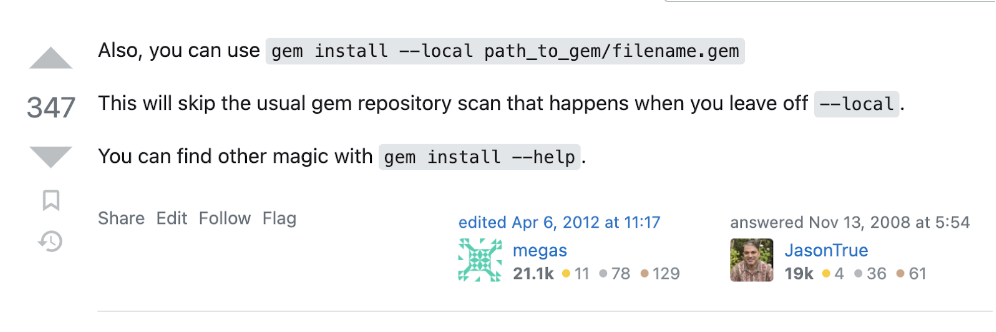 Also, you can use gem install --local path_to_gem/filename.gem
347
This will skip the usual gem repository scan that happens when you leave off --local.
You can find other magic with gem install --help.
Share Edit Follow Flag
edited Apr 6, 2012 at 11:17
megas
21.1k 11 78 129
answered Nov 13, 2008 at 5:54
JasonTrue
19k 4 36 61